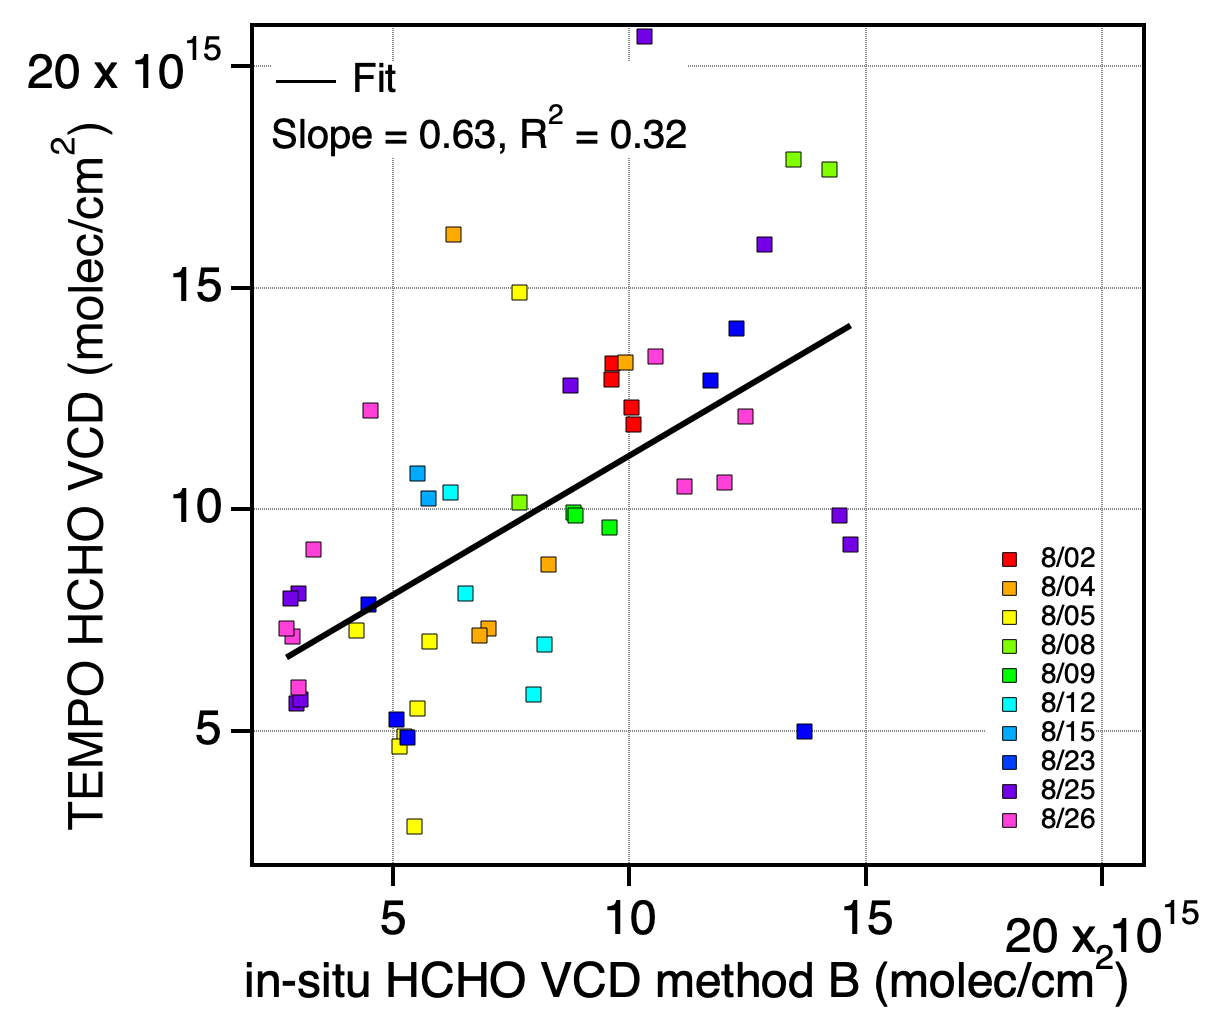 20 x 10^15
Fit
Slope = 0.63, R^2 = 0.32
TEMPO HCHO VCD (molec/cm^2)
15
10
5
8/02
8/04
8/05
8/08
8/09
8/12
8/15
8/23
8/25
8/26
5
10
15
20 x 10^15
in-situ HCHO VCD method B (molec/cm^2)